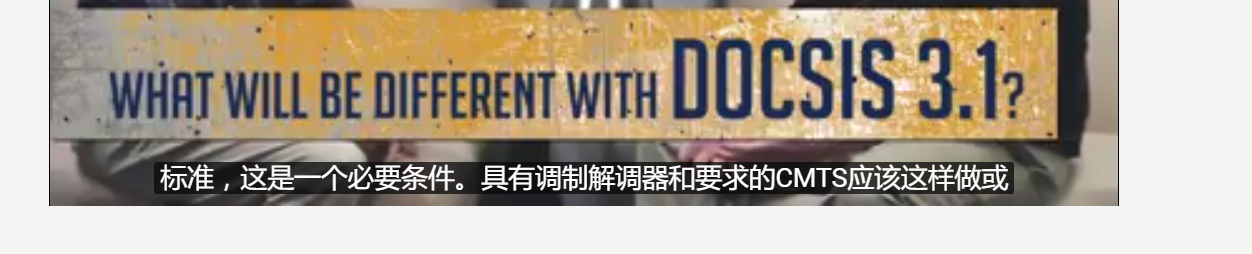 WHAT WILL BE DIFFERENT WITH DOCSIS 3.1?
标准，这是一个必要条件。具有调制解调器和要求的CMTS应该这样做或